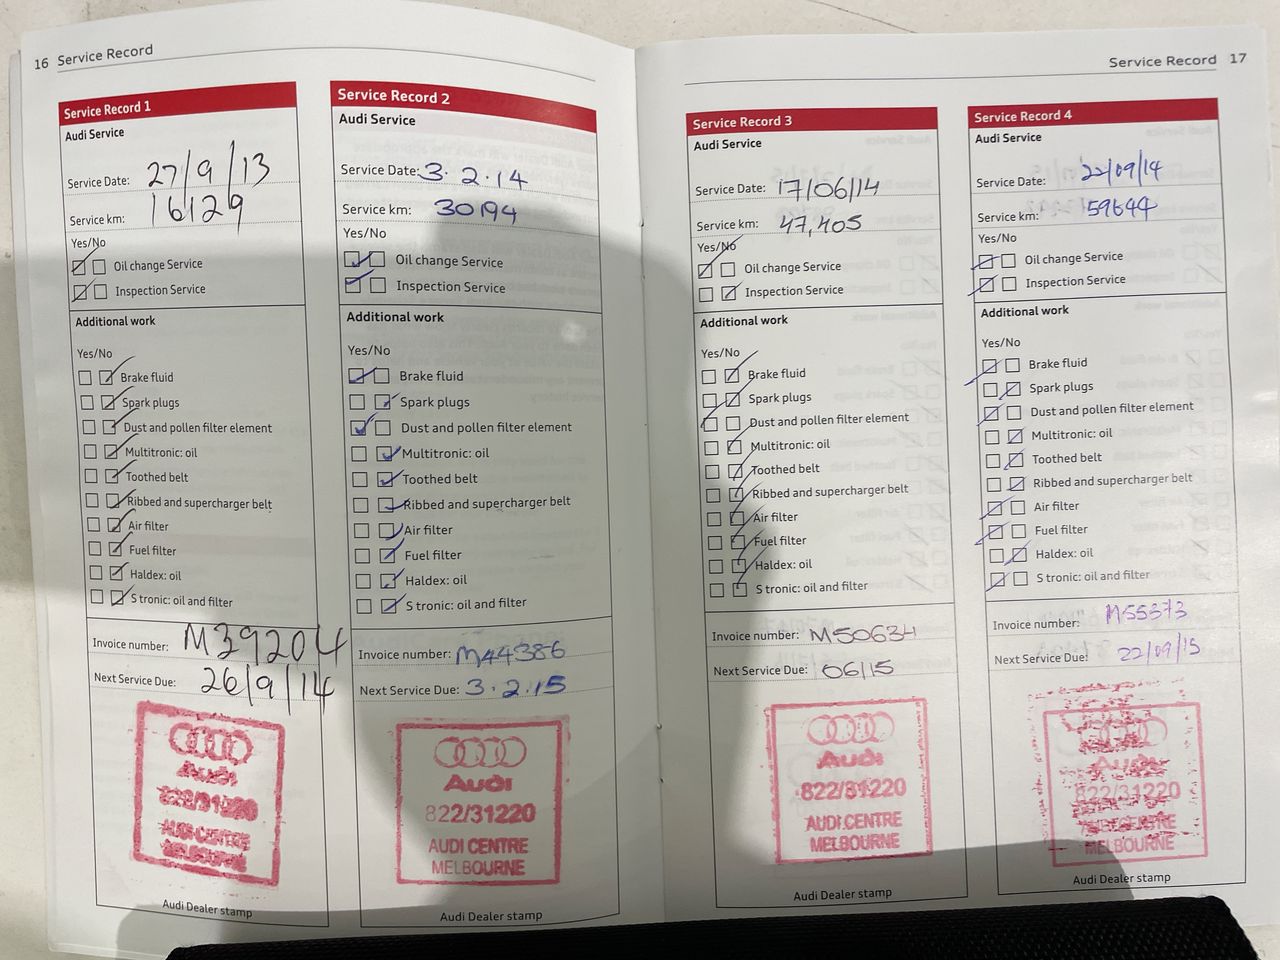 16 Service Record
Service Record 1
Audi Service
Service Date: 27/9/13
Service km: 16129
Yes/No
Oil change Service
Inspection Service
Additional work
Yes/No
Brake fluid
Spark plugs
Dust and pollen filter element
Multitronic: oil
Toothed belt
Ribbed and supercharger belt
Air filter
Fuel filter
Haldex: oil
S tronic: oil and filter
Invoice number: M39204
Next Service Due: 26/9/14
Audi
822/31220
AUDI CENTRE
MELBOURNE
Audi Dealer stamp
Service Record 2
Audi Service
Service Date: 3.2.14
Service km: 30194
Yes/No
Oil change Service
Inspection Service
Additional work
Yes/No
Brake fluid
Spark plugs
Dust and pollen filter element
Multitronic: oil
Toothed belt
Ribbed and supercharger belt
Air filter
Fuel filter
Haldex: oil
S tronic: oil and filter
Invoice number: M44386
Next Service Due: 3.2.15
Audi
822/31220
AUDI CENTRE
MELBOURNE
Audi Dealer stamp
Service Record 17
Service Record 3
Audi Service
Service Date: 17/06/14
Service km: 47,405
Yes/No
Oil change Service
Inspection Service
Additional work
Yes/No
Brake fluid
Spark plugs
Dust and pollen filter element
Multitronic: oil
Toothed belt
Ribbed and supercharger belt
Air filter
Fuel filter
Haldex: oil
S tronic: oil and filter
Invoice number: M50634
Next Service Due: 06/15
Audi
822/31220
AUDI CENTRE
MELBOURNE
Audi Dealer stamp
Service Record 4
Audi Service
Service Date: 22/09/14
Service km: 59644
Yes/No
Oil change Service
Inspection Service
Additional work
Yes/No
Brake fluid
Spark plugs
Dust and pollen filter element
Multitronic: oil
Toothed belt
Ribbed and supercharger belt
Air filter
Fuel filter
Haldex: oil
S tronic: oil and filter
Invoice number: M55373
Next Service Due: 22/09/15
Audi
822/31220
AUDI CENTRE
MELBOURNE
Audi Dealer stamp